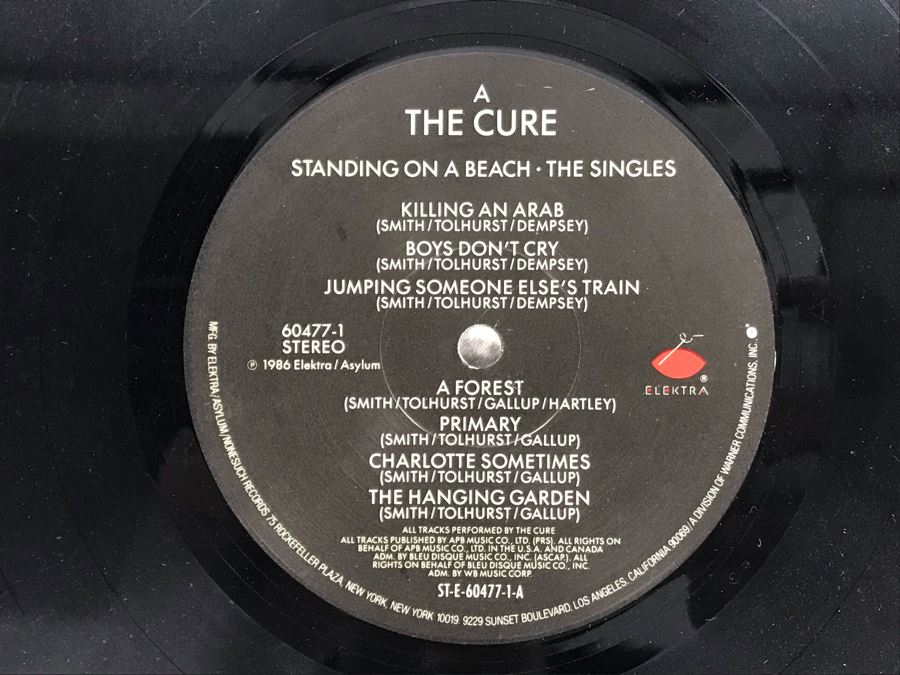 A
THE CURE
STANDING ON A BEACH · THE SINGLES
KILLING AN ARAB
(SMITH/TOLHURST/DEMPSEY)
BOYS DON'T CRY
(SMITH/TOLHURST/DEMPSEY)
JUMPING SOMEONE ELSE'S TRAIN
(SMITH/TOLHURST/DEMPSEY)
60477-1
STEREO
℗ 1986 Elektra/Asylum
ELEKTRA®
A FOREST
(SMITH/TOLHURST/GALLUP/HARTLEY)
PRIMARY
(SMITH/TOLHURST/GALLUP)
CHARLOTTE SOMETIMES
(SMITH/TOLHURST/GALLUP)
THE HANGING GARDEN
(SMITH/TOLHURST/GALLUP)
ALL TRACKS PERFORMED BY THE CURE
ALL TRACKS PUBLISHED BY APB MUSIC CO., LTD. (PRS). ALL RIGHTS ON
BEHALF OF APB MUSIC CO., LTD. IN THE U.S.A. AND CANADA
ADM. BY BLEU DISQUE MUSIC CO., INC. (ASCAP). ALL
RIGHTS ON BEHALF OF BLEU DISQUE MUSIC CO., INC.
ADM. BY WB MUSIC CORP.
ST-E-60477-1-A
MFG. BY ELEKTRA/ASYLUM/NONESUCH RECORDS 75 ROCKEFELLER PLAZA, NEW YORK, NEW YORK 10019. 9229 SUNSET BOULEVARD, LOS ANGELES, CALIFORNIA 90069/A DIVISION OF WARNER COMMUNICATIONS, INC.